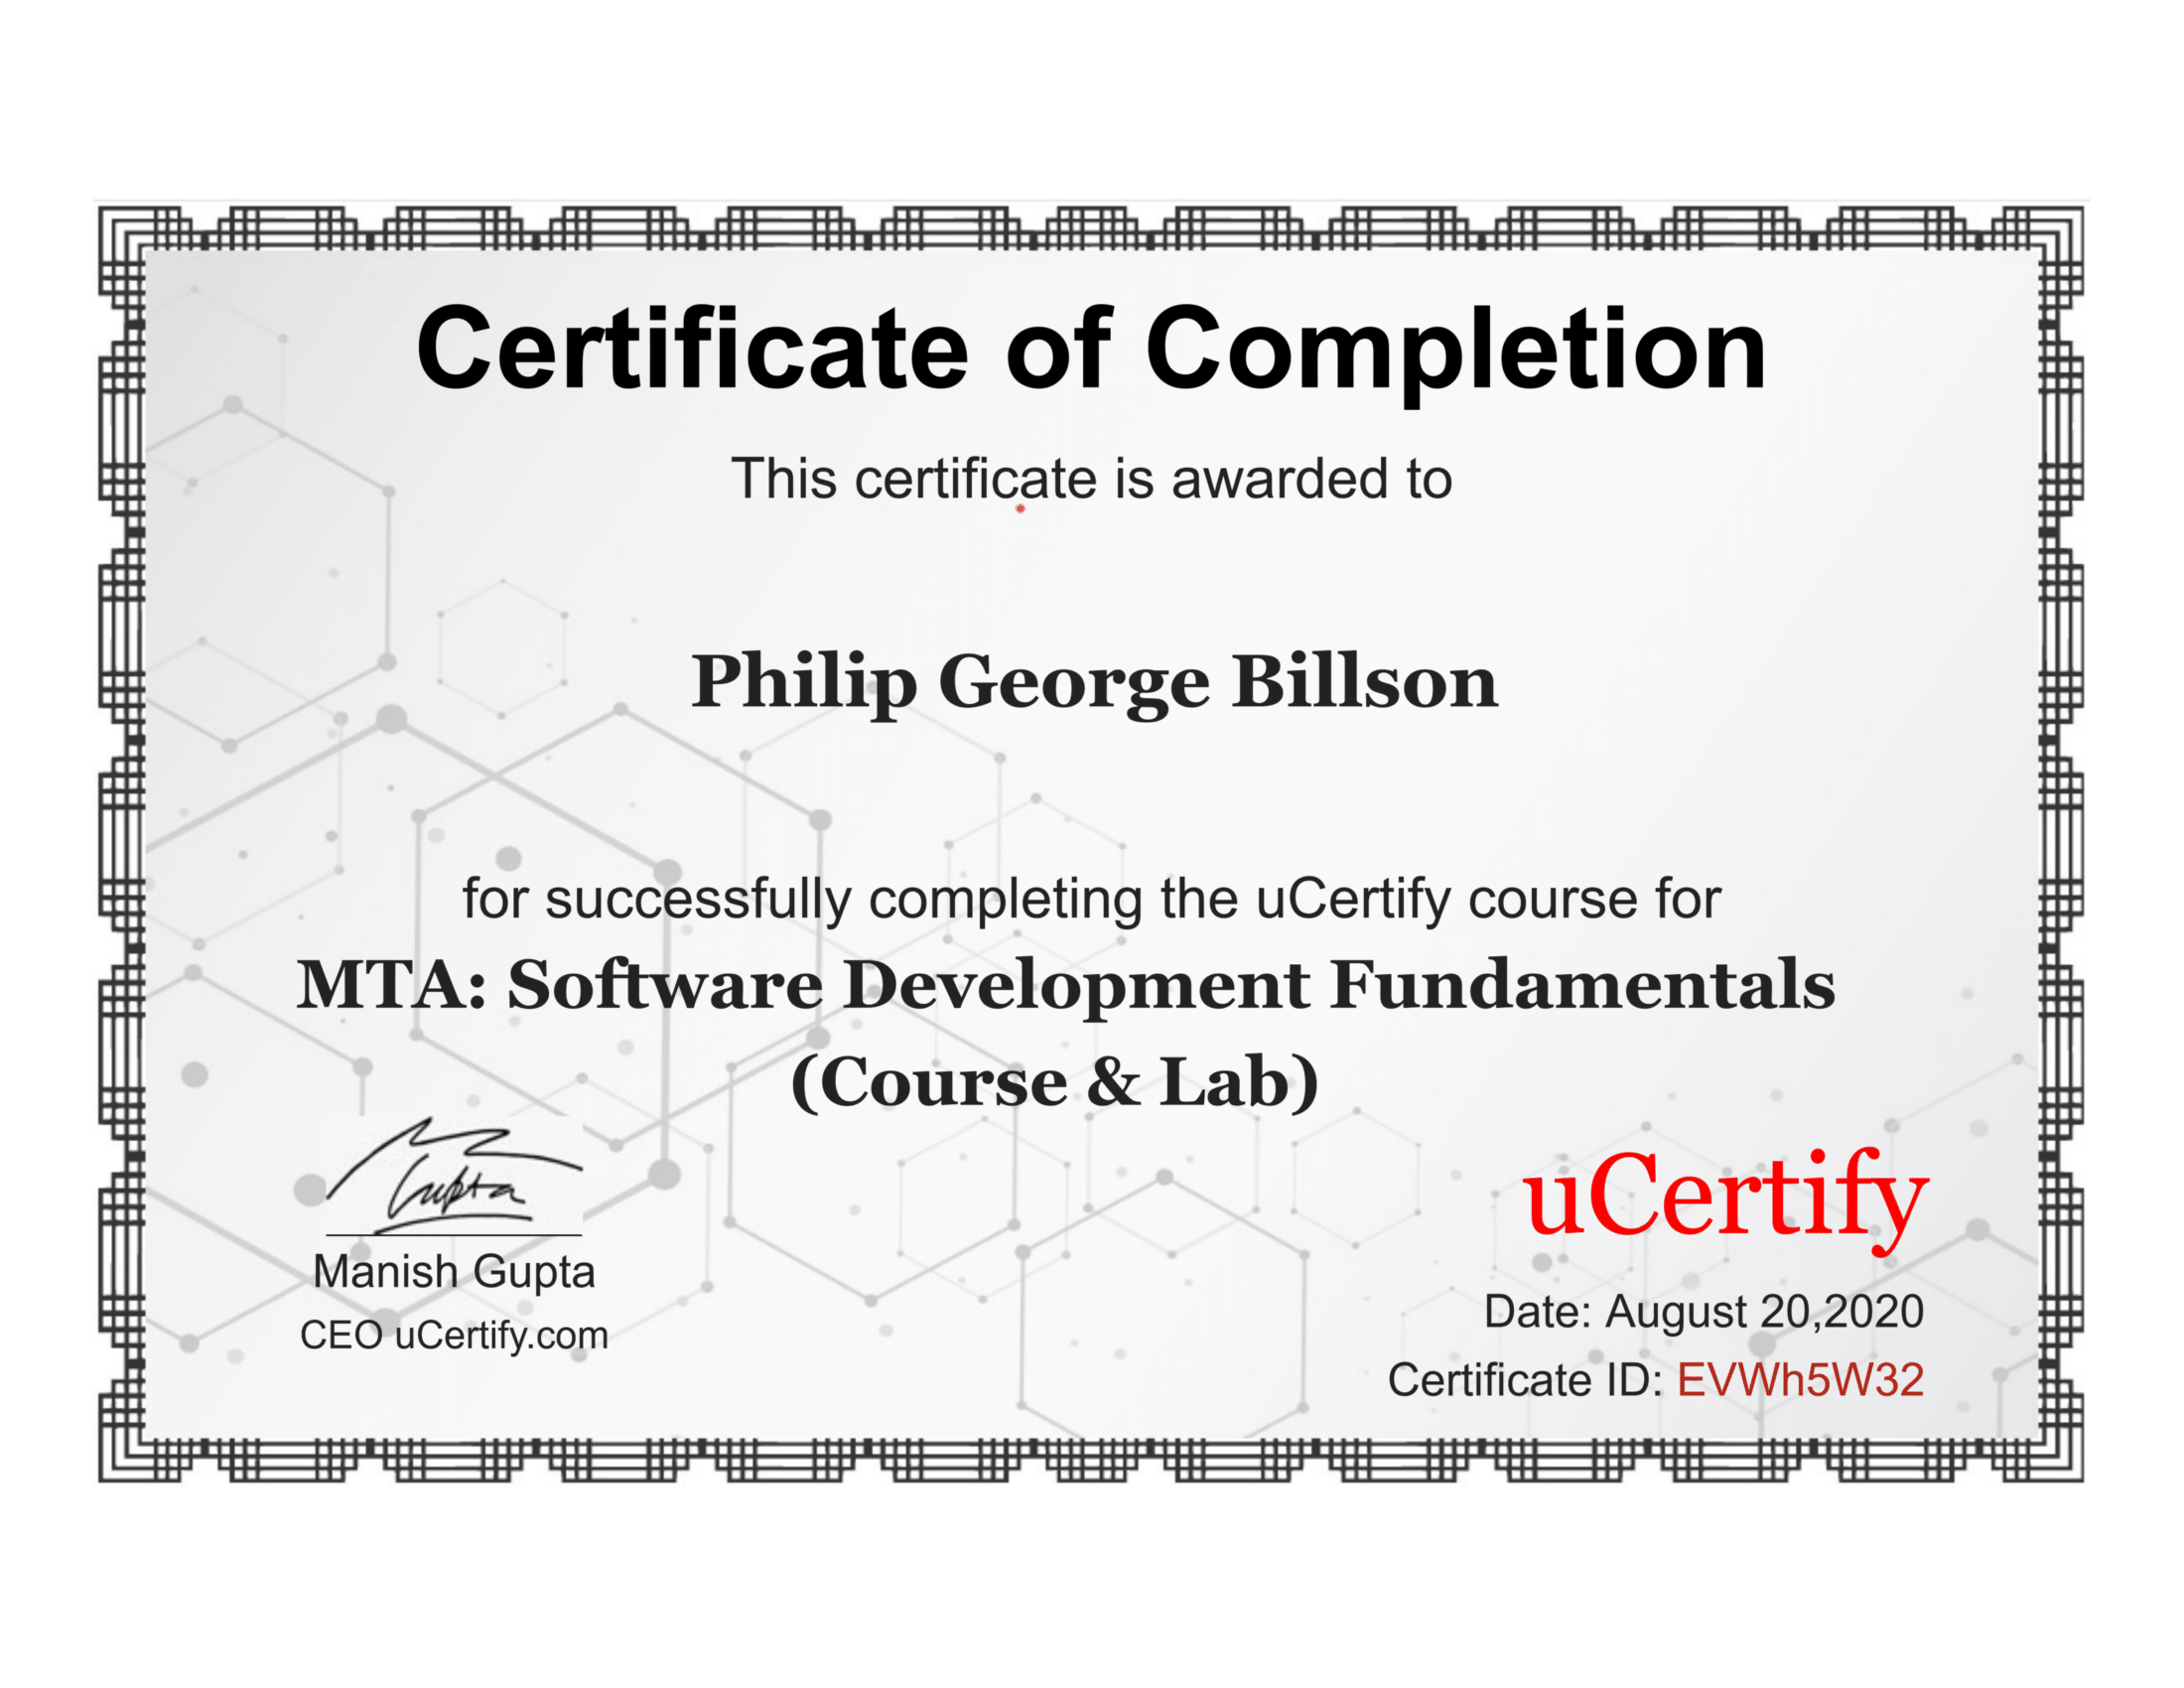 Certificate of Completion
This certificate is awarded to
Philip George Billson
for successfully completing the uCertify course for
MTA: Software Development Fundamentals
(Course & Lab)
Gupta
Manish Gupta
CEO uCertify.com
uCertify
Date: August 20,2020
Certificate ID: EVWh5W32